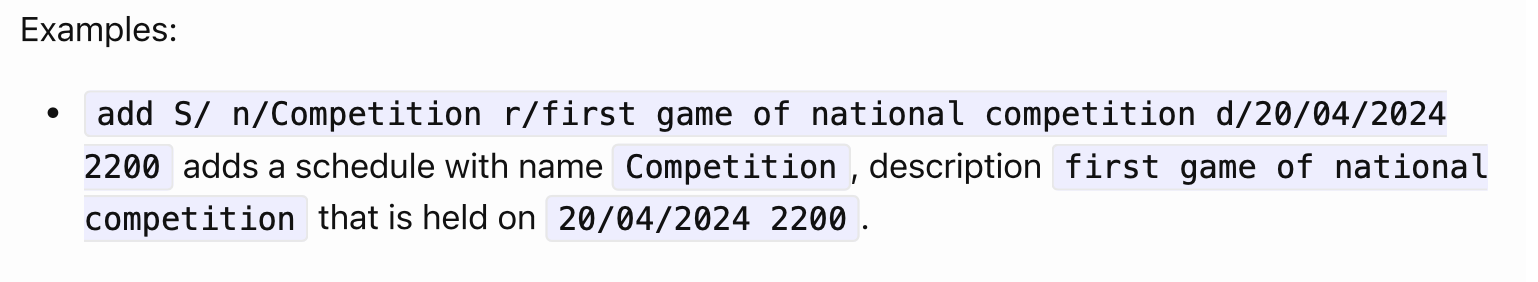 Examples:
• add S/ n/Competition r/first game of national competition d/20/04/2024
2200 adds a schedule with name Competition, description first game of national
competition that is held on 20/04/2024 2200.